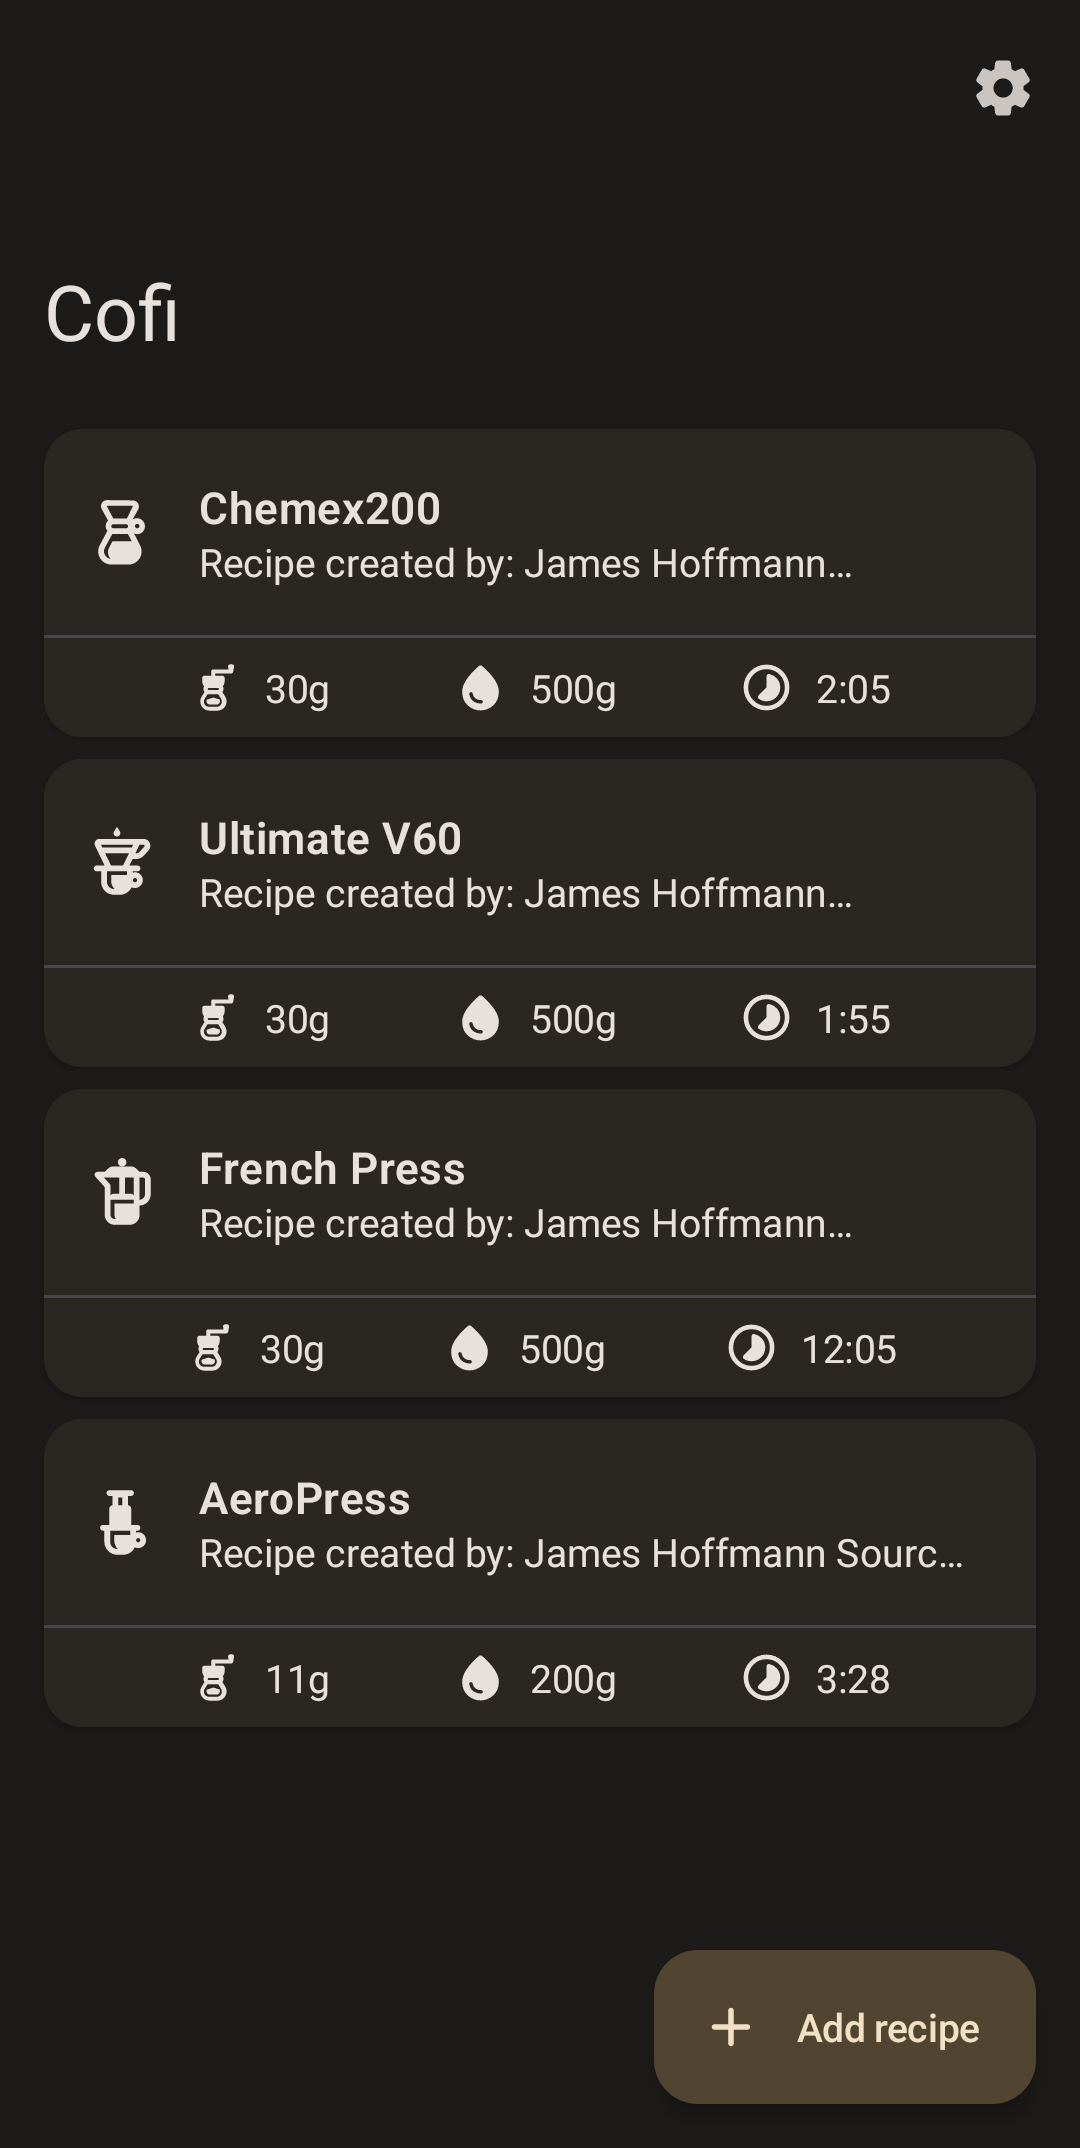 Cofi
Chemex200
Recipe created by: James Hoffmann...
30g 500g 2:05
Ultimate V60
Recipe created by: James Hoffmann...
30g 500g 1:55
French Press
Recipe created by: James Hoffmann...
30g 500g 12:05
AeroPress
Recipe created by: James Hoffmann Sourc...
11g 200g 3:28
Add recipe